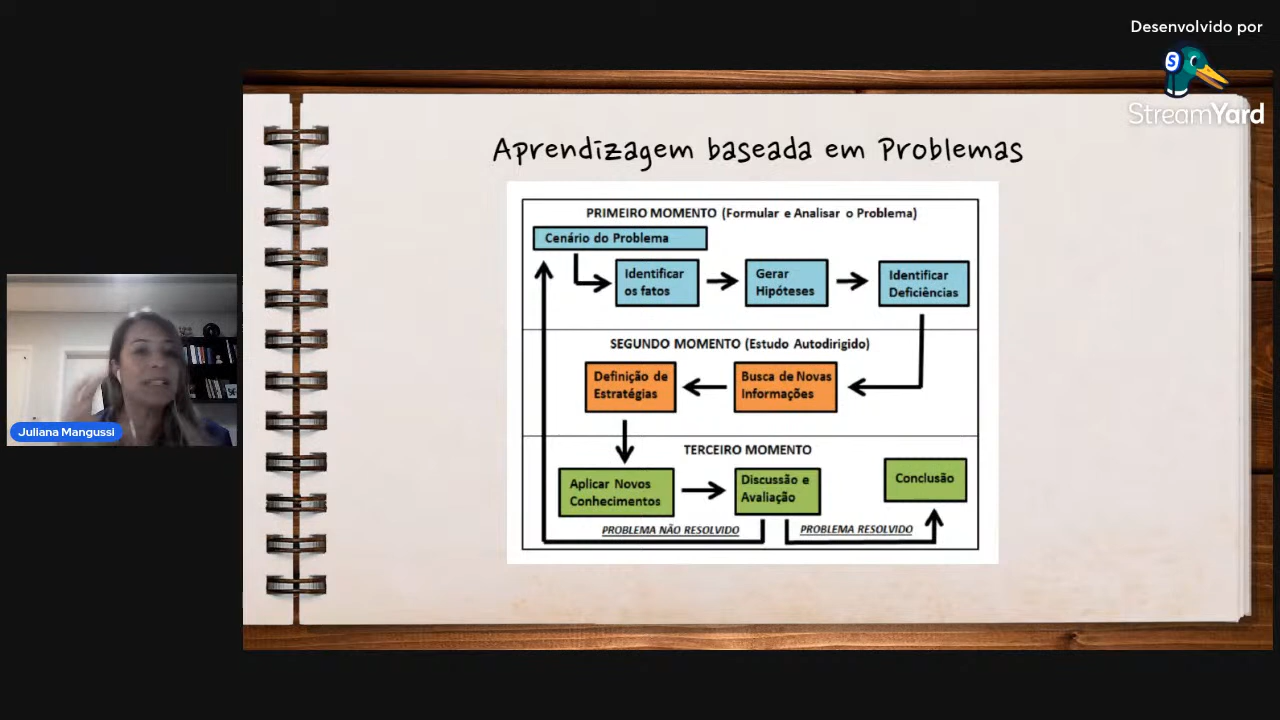 Desenvolvido por
StreamYard
Aprendizagem baseada em Problemas
PRIMEIRO MOMENTO (Formular e Analisar o Problema)
Cenário do Problema
Identificar
os fatos
Gerar
Hipóteses
Identificar
Deficiências
SEGUNDO MOMENTO (Estudo Autodirigido)
Definição de
Estratégias
Busca de Novas
Informações
TERCEIRO MOMENTO
Aplicar Novos
Conhecimentos
Discussão e
Avaliação
Conclusão
PROBLEMA NÃO RESOLVIDO
PROBLEMA RESOLVIDO
Juliana Mangussi